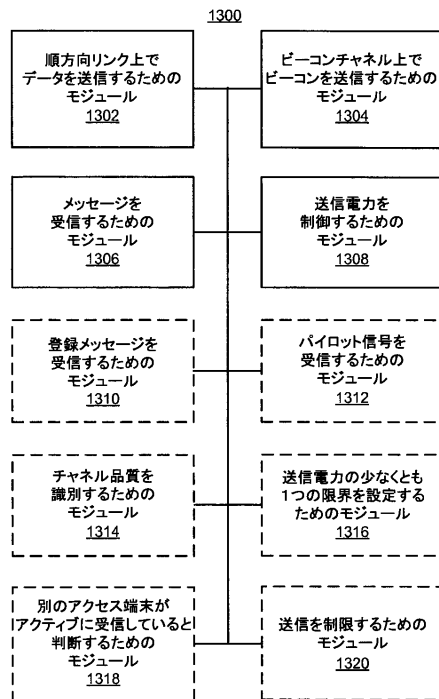 1300
順方向リンク上で
データを送信するための
モジュール
1302
ビーコンチャネル上で
ビーコンを送信するための
モジュール
1304
メッセージを
受信するための
モジュール
1306
送信電力を
制御するための
モジュール
1308
登録メッセージを
受信するための
モジュール
1310
パイロット信号を
受信するための
モジュール
1312
チャネル品質を
識別するための
モジュール
1314
送信電力の少なくとも
1つの限界を設定する
ためのモジュール
1316
別のアクセス端末が
アクティブに受信していると
判断するための
モジュール
1318
送信を制限するための
モジュール
1320